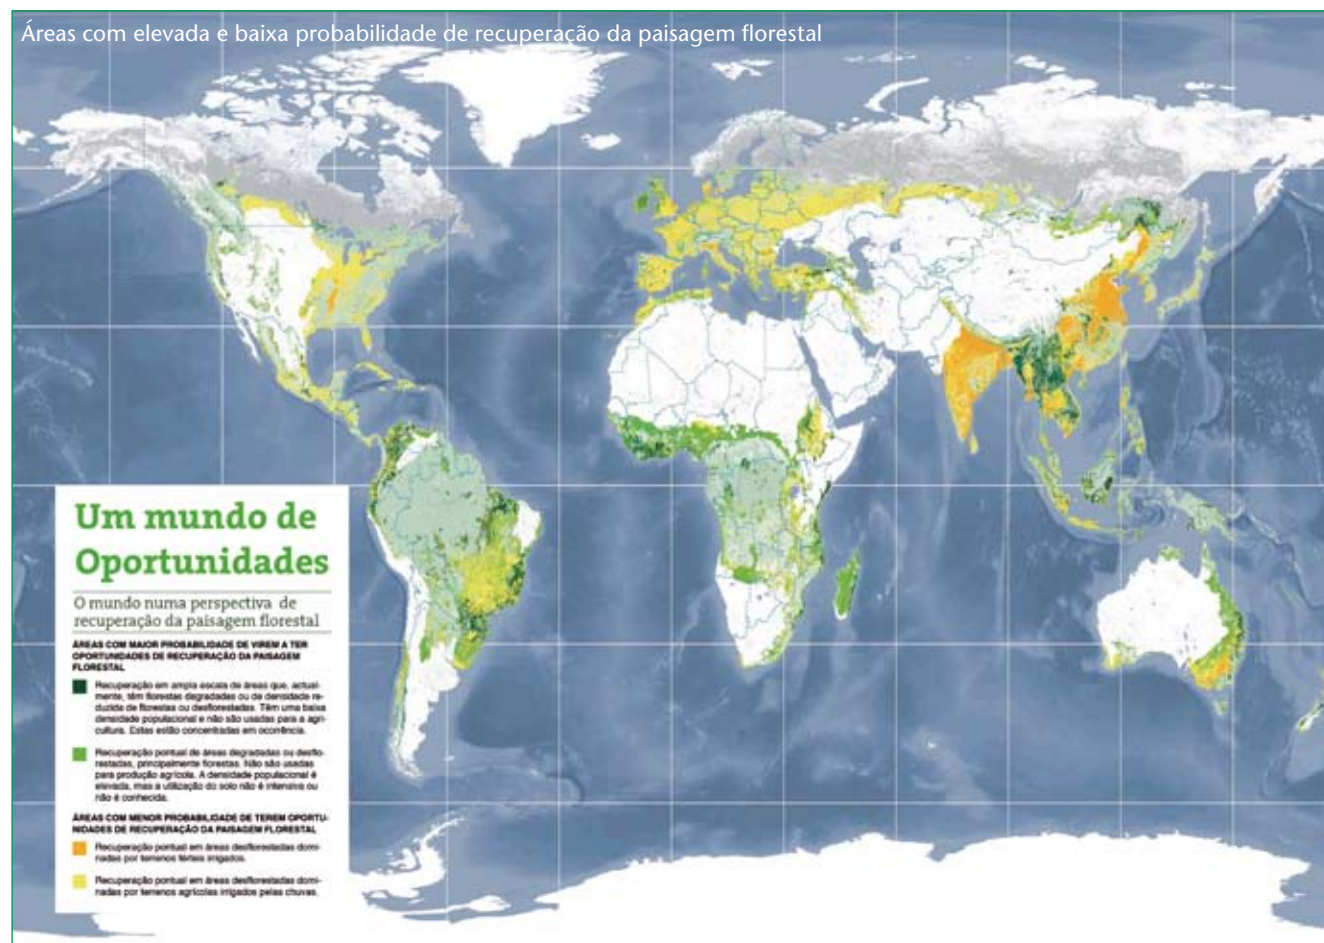 Áreas com elevada e baixa probabilidade de recuperação da paisagem florestal
Um mundo de
Oportunidades
O mundo numa perspectiva de
recuperação da paisagem florestal
ÁREAS COM MAIOR PROBABILIDADE DE VIREM A TER
OPORTUNIDADES DE RECUPERAÇÃO DA PAISAGEM
FLORESTAL
Recuperação em ampla escala de áreas que, actual-
mente, têm florestas degradadas ou de densidade re-
duzida de florestas ou desflorestadas. Têm uma baixa
densidade populacional e não são usadas para a agri-
cultura. Estas estão concentradas em ocorrência.
Recuperação pontual de áreas degradadas ou desflo-
restadas, principalmente florestas. Não são usadas
para produção agrícola. A densidade populacional é
elevada, mas a utilização do solo não é intensiva ou
não é conhecida.
ÁREAS COM MENOR PROBABILIDADE DE TEREM OPORTU-
NIDADES DE RECUPERAÇÃO DA PAISAGEM FLORESTAL
Recuperação pontual em áreas desflorestadas domi-
nadas por terrenos férteis irrigados.
Recuperação pontual em áreas desflorestadas domi-
nadas por terrenos agrícolas irrigados pelas chuvas.